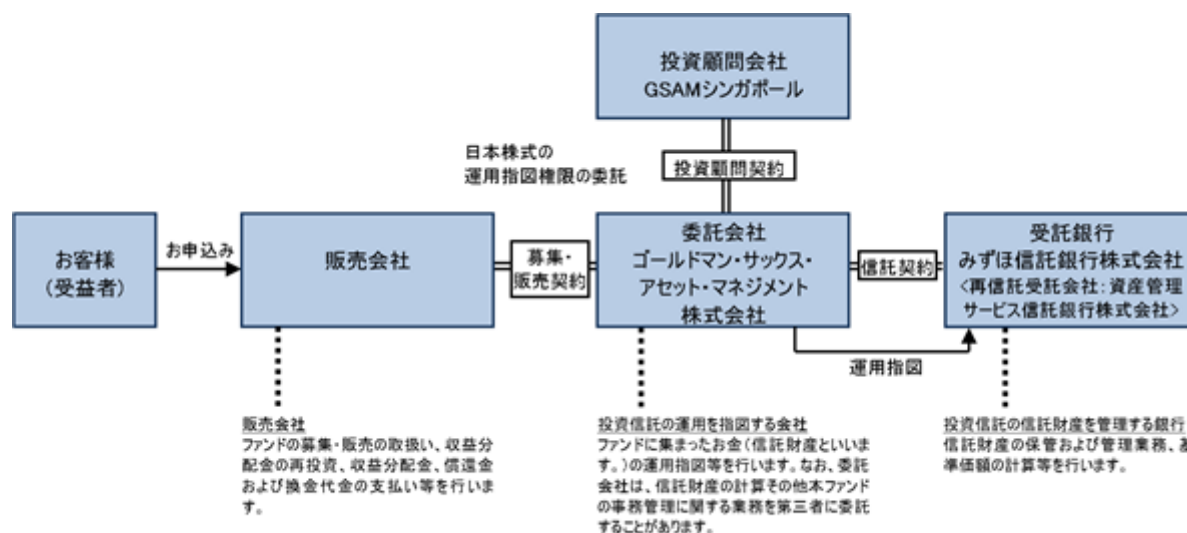 投資顧問会社
GSAMシンガポール
日本株式の
運用指図権限の委託
投資顧問契約
お客様
(受益者)
お申込み
販売会社
募集・
販売契約
委託会社
ゴールドマン・サックス・
アセット・マネジメント
株式会社
信託契約
受託銀行
みずほ信託銀行株式会社
<再信託受託会社:資産管理
サービス信託銀行株式会社>
運用指図
販売会社
ファンドの募集・販売の取扱い、収益分
配金の再投資、収益分配金、償還金
および換金代金の支払い等を行いま
す。
投資信託の運用を指図する会社
ファンドに集まったお金(信託財産といいま
す。)の運用指図等を行います。なお、委託
会社は、信託財産の計算その他本ファンド
の事務管理に関する業務を第三者に委託
することがあります。
投資信託の信託財産を管理する銀行
信託財産の保管および管理業務、基
準価額の計算等を行います。